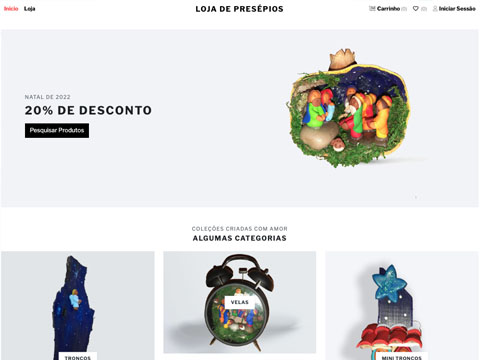 Início Loja LOJA DE PRESÉPIOS Carrinho (0) (0) Iniciar Sessão
NATAL DE 2022
20% DE DESCONTO
Pesquisar Produtos
COLEÇÕES CRIADAS COM AMOR
ALGUMAS CATEGORIAS
TRONCOS
VELAS
MINI TRONCOS